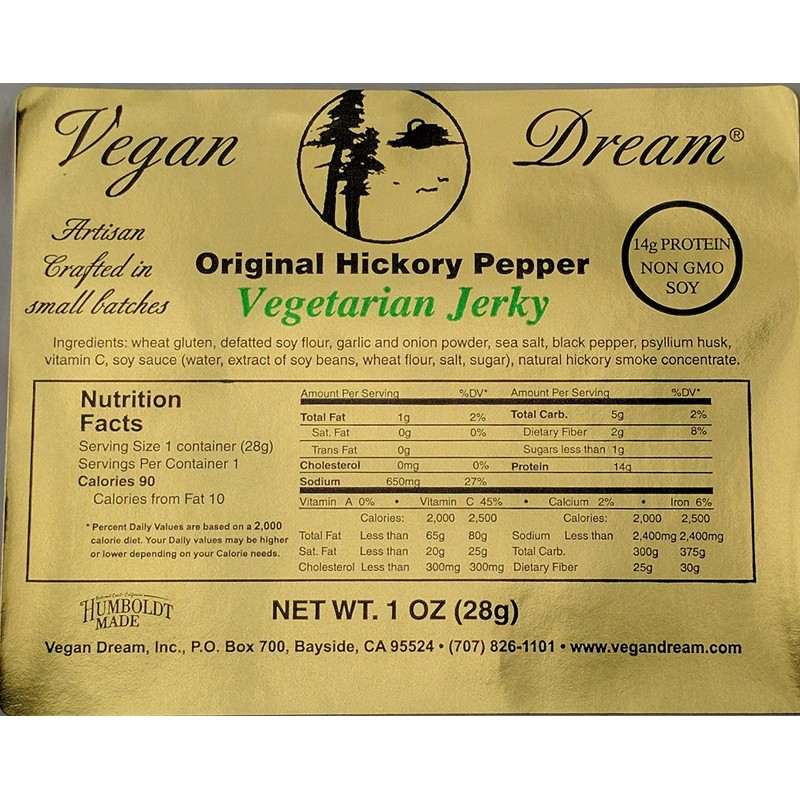 Vegan Dream®
Artisan
Crafted in
small batches
Original Hickory Pepper
Vegetarian Jerky
14g PROTEIN
NON GMO
SOY
Ingredients: wheat gluten, defatted soy flour, garlic and onion powder, sea salt, black pepper, psyllium husk,
vitamin C, soy sauce (water, extract of soy beans, wheat flour, salt, sugar), natural hickory smoke concentrate.
Nutrition
Facts
Serving Size 1 container (28g)
Servings Per Container 1
Calories 90
Calories from Fat 10
* Percent Daily Values are based on a 2,000
calorie diet. Your Daily values may be higher
or lower depending on your Calorie needs.
Amount Per Serving %DV* Amount Per Serving %DV*
Total Fat 1g 2% Total Carb. 5g 2%
Sat. Fat 0g 0% Dietary Fiber 2g 8%
Trans Fat 0g Sugars less than 1g
Cholesterol 0mg 0% Protein 14g
Sodium 650mg 27%
Vitamin A 0% • Vitamin C 45% • Calcium 2% • Iron 6%
Calories: 2,000 2,500 Calories: 2,000 2,500
Total Fat Less than 65g 80g Sodium Less than 2,400mg 2,400mg
Sat. Fat Less than 20g 25g Total Carb. 300g 375g
Cholesterol Less than 300mg 300mg Dietary Fiber 25g 30g
HUMBOLDT
MADE
NET WT. 1 OZ (28g)
Vegan Dream, Inc., P.O. Box 700, Bayside, CA 95524 • (707) 826-1101 • www.vegandream.com